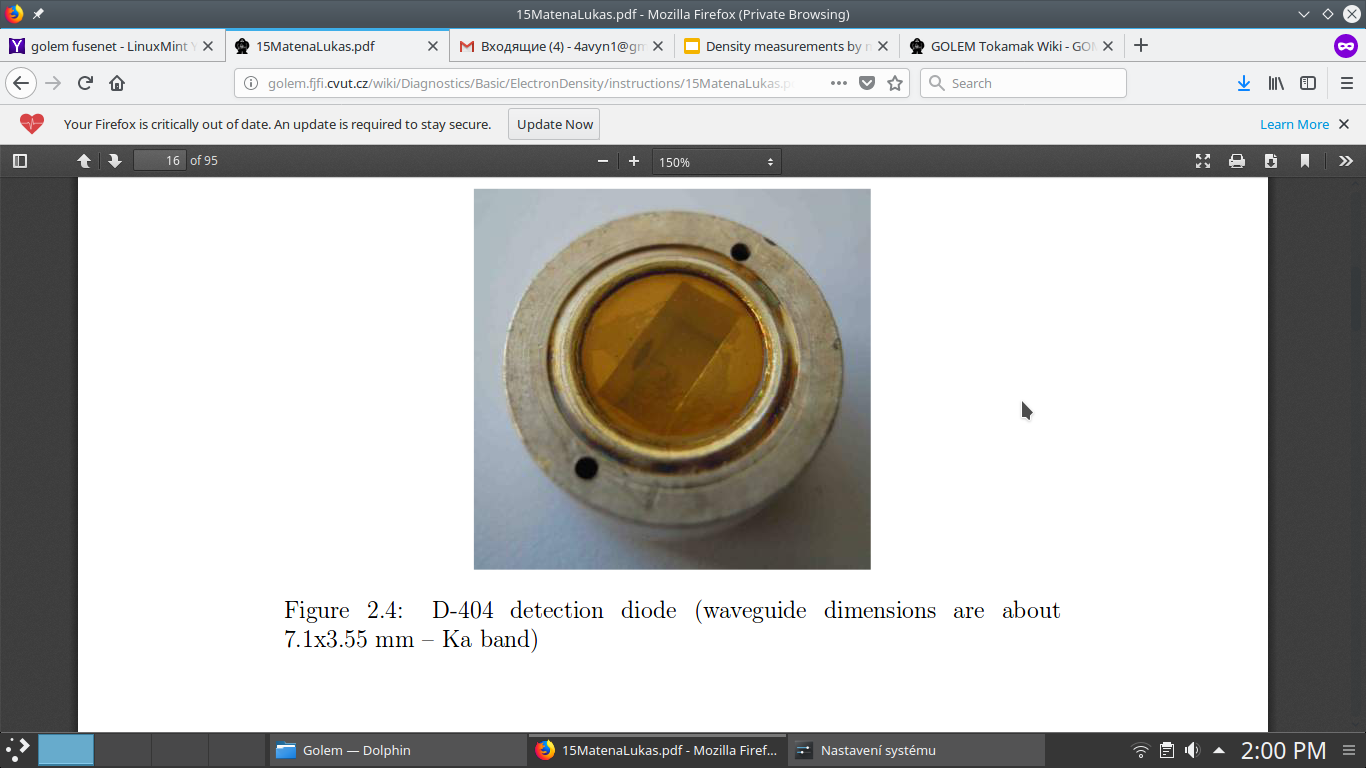 15MatenaLukas.pdf - Mozilla Firefox (Private Browsing)
golem fusenet - LinuxMint
15MatenaLukas.pdf
Входящие (4) - 4avyn1@gm
Density measurements by
GOLEM Tokamak Wiki - GO
golem.fjfi.cvut.cz/wiki/Diagnostics/Basic/ElectronDensity/instructions/15MatenaLukas.p
Search
Your Firefox is critically out of date. An update is required to stay secure.
Update Now
Learn More
16 of 95
150%
Figure 2.4: D-404 detection diode (waveguide dimensions are about
7.1x3.55 mm – Ka band)
Golem — Dolphin
15MatenaLukas.pdf - Mozilla Firef...
Nastavení systému
2:00 PM